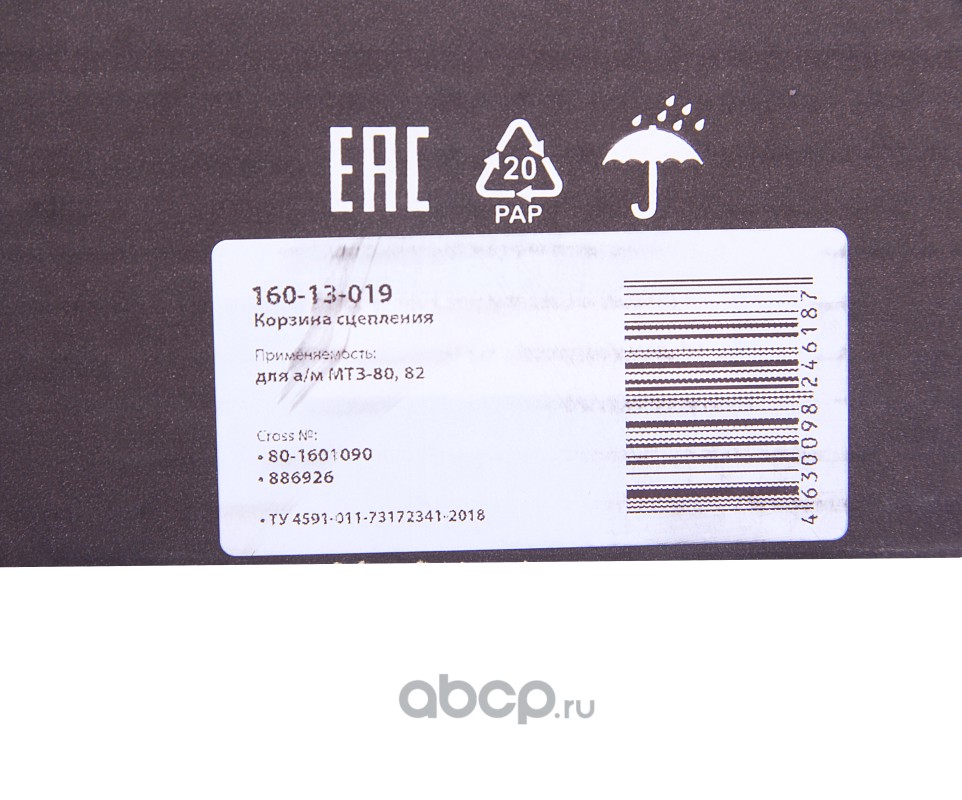 EAC
20
PAP
160-13-019
Корзина сцепления
Применяемость:
для а/м МТЗ-80, 82
Cross №:
• 80-1601090
• 886926
• ТУ 4591-011-73172341-2018
4630098246187
abcp.ru